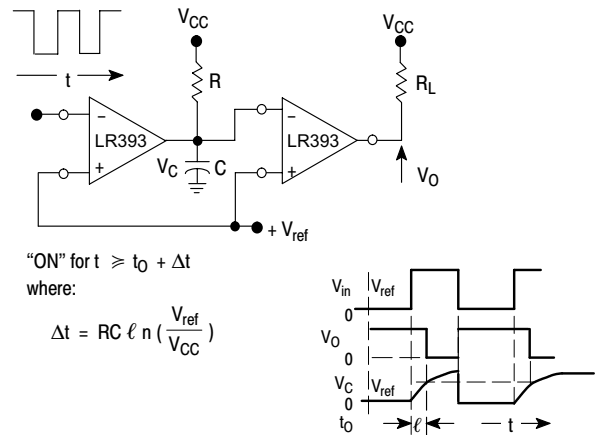 V_CC
V_CC
t
R
R_L
–
LR393
+
V_C
C
–
LR393
+
V_O
+ V_ref
"ON" for t ⩾ t_O + Δt
where:
Δt = RC ℓ n ( V_ref / V_CC )
V_in
0
V_ref
V_O
0
V_C
0
V_ref
t_O
ℓ
t